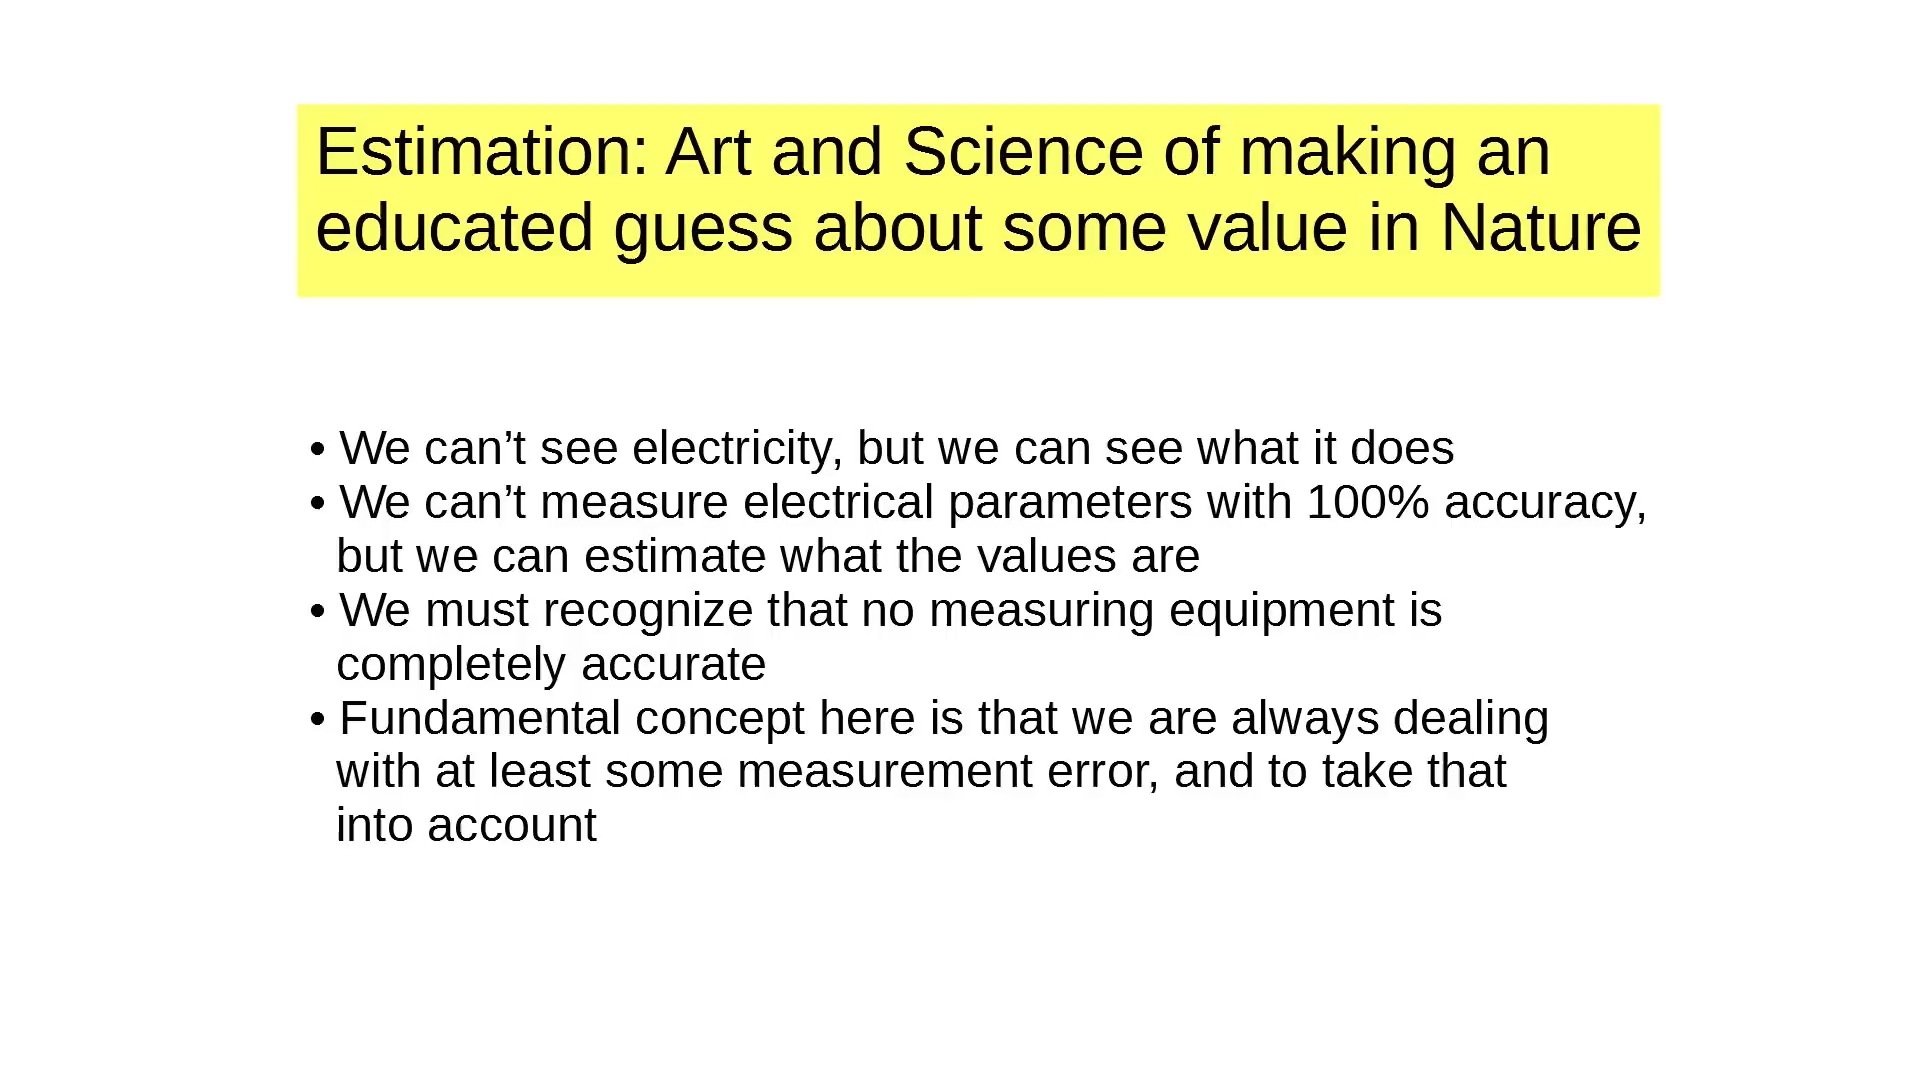 Estimation: Art and Science of making an
educated guess about some value in Nature
• We can’t see electricity, but we can see what it does
• We can’t measure electrical parameters with 100% accuracy,
but we can estimate what the values are
• We must recognize that no measuring equipment is
completely accurate
• Fundamental concept here is that we are always dealing
with at least some measurement error, and to take that
into account